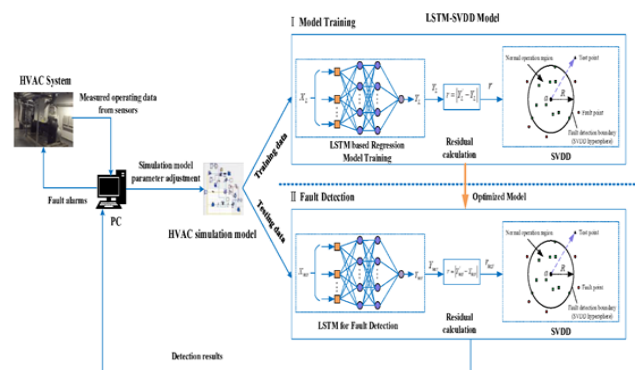 LSTM-SVDD Model
Ⅰ Model Training
HVAC System
Measured operating data
from sensors
Fault alarms
PC
Simulation model
parameter adjustment
HVAC simulation model
Training data
Testing data
LSTM based Regression
Model Training
Residual
calculation
Normal operation region
Test point
R
Fault point
Fault detection boundary
(SVDD hypersphere)
SVDD
Optimized Model
Ⅱ Fault Detection
LSTM for Fault Detection
Residual
calculation
Normal operation region
Test point
R
Fault point
Fault detection boundary
(SVDD hypersphere)
SVDD
Detection results